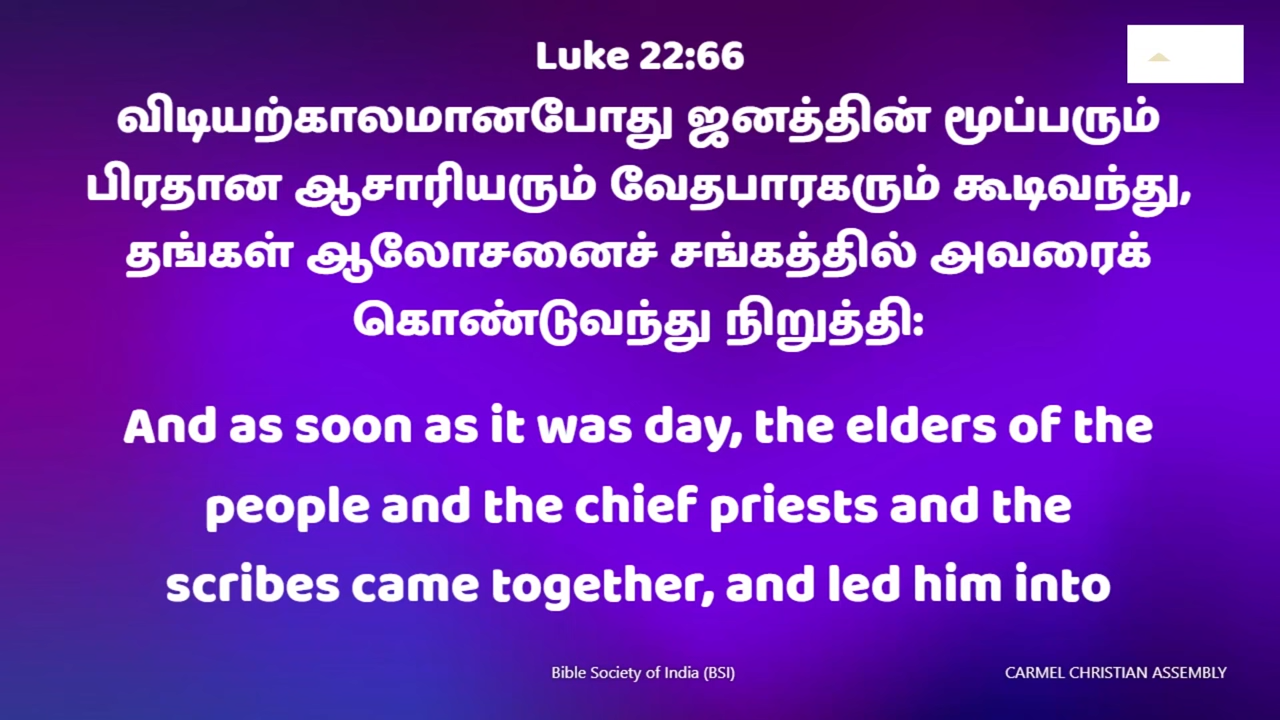 Luke 22:66
விடியற்காலமானபோது ஜனத்தின் மூப்பரும்
பிரதான ஆசாரியரும் வேதபாரகரும் கூடிவந்து,
தங்கள் ஆலோசனைச் சங்கத்தில் அவரைக்
கொண்டுவந்து நிறுத்தி:
And as soon as it was day, the elders of the
people and the chief priests and the
scribes came together, and led him into
Bible Society of India (BSI)
CARMEL CHRISTIAN ASSEMBLY